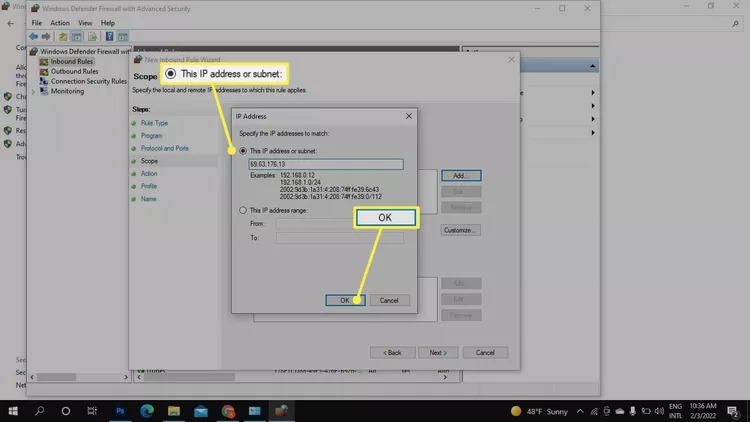 Windows Defender Firewall with Advanced Security
File Action View Help
Windows Defender Firewall with
Inbound Rules
Outbound Rules
Connection Security Rules
Monitoring
New Inbound Rule Wizard
Scope
This IP address or subnet:
Specify the local and remote IP addresses to which this rule applies.
Steps:
Rule Type
Program
Protocol and Ports
Scope
Action
Profile
Name
IP Address
Specify the IP addresses to match:
This IP address or subnet:
69.63.176.13
Examples: 192.168.0.12
192.168.1.0/24
2002:9d3b:1a31:4:208:74ff:fe39:6c43
2002:9d3b:1a31:4:208:74ff:fe39:0/112
This IP address range:
From:
To:
OK
OK
Cancel
Add...
Edit...
Remove
Customize...
Add...
Edit...
Remove
< Back
Next >
Cancel
48°F Sunny
ENG
INTL
10:36 AM
2/3/2022